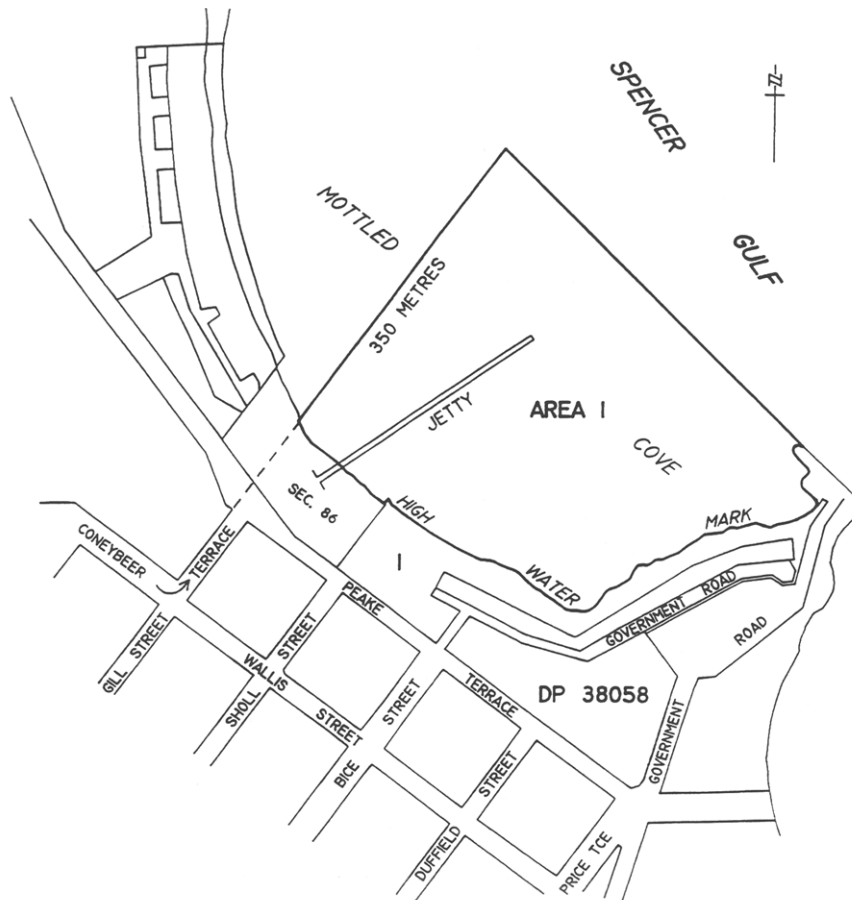 SPENCER
GULF
N
MOTTLED
COVE
350 METRES
JETTY
AREA 1
SEC. 86
HIGH
WATER
MARK
1
CONEYBEER
TERRACE
PEAKE
TERRACE
GILL STREET
SHOLL
STREET
WALLIS
STREET
BICE
STREET
DUFFIELD
STREET
PRICE TCE
GOVERNMENT ROAD
GOVERNMENT
ROAD
DP 38058